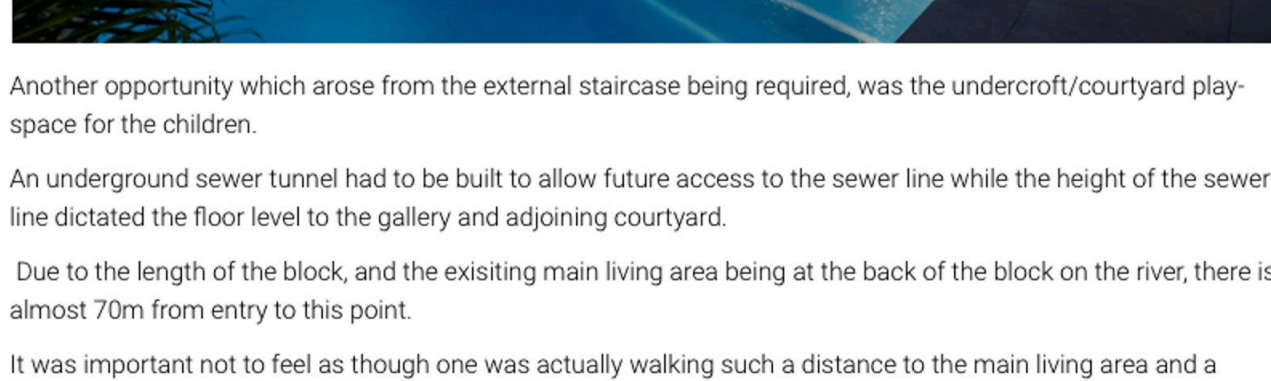 Another opportunity which arose from the external staircase being required, was the undercroft/courtyard play-
space for the children.
An underground sewer tunnel had to be built to allow future access to the sewer line while the height of the sewer
line dictated the floor level to the gallery and adjoining courtyard.
Due to the length of the block, and the exisiting main living area being at the back of the block on the river, there is
almost 70m from entry to this point.
It was important not to feel as though one was actually walking such a distance to the main living area and a